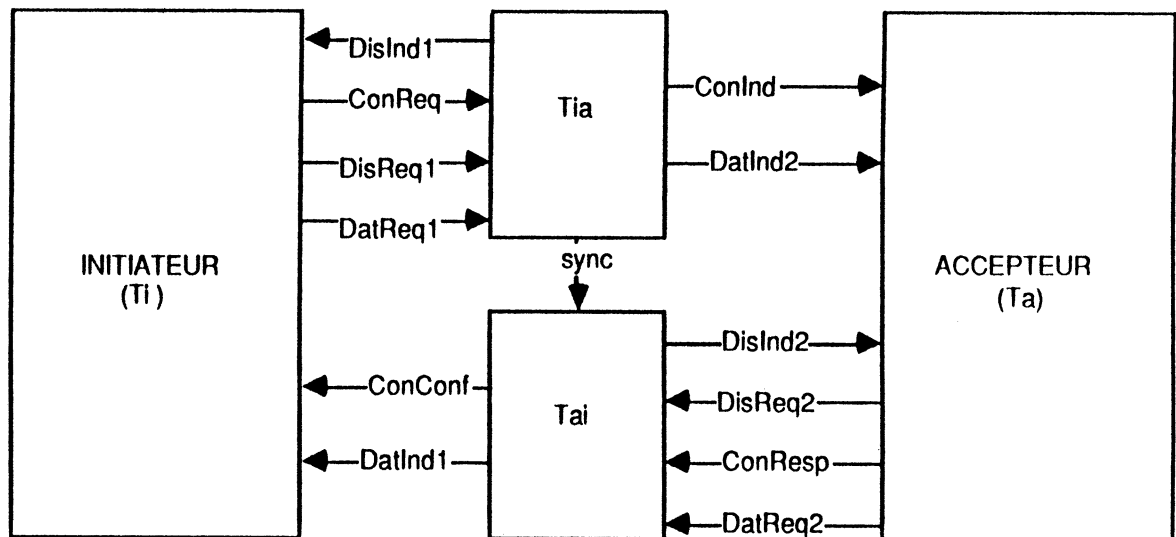 DisInd1
ConReq
DisReq1
DatReq1
Tia
ConInd
DatInd2
INITIATEUR
(Ti )
sync
ACCEPTEUR
(Ta)
ConConf
DatInd1
Tai
DisInd2
DisReq2
ConResp
DatReq2